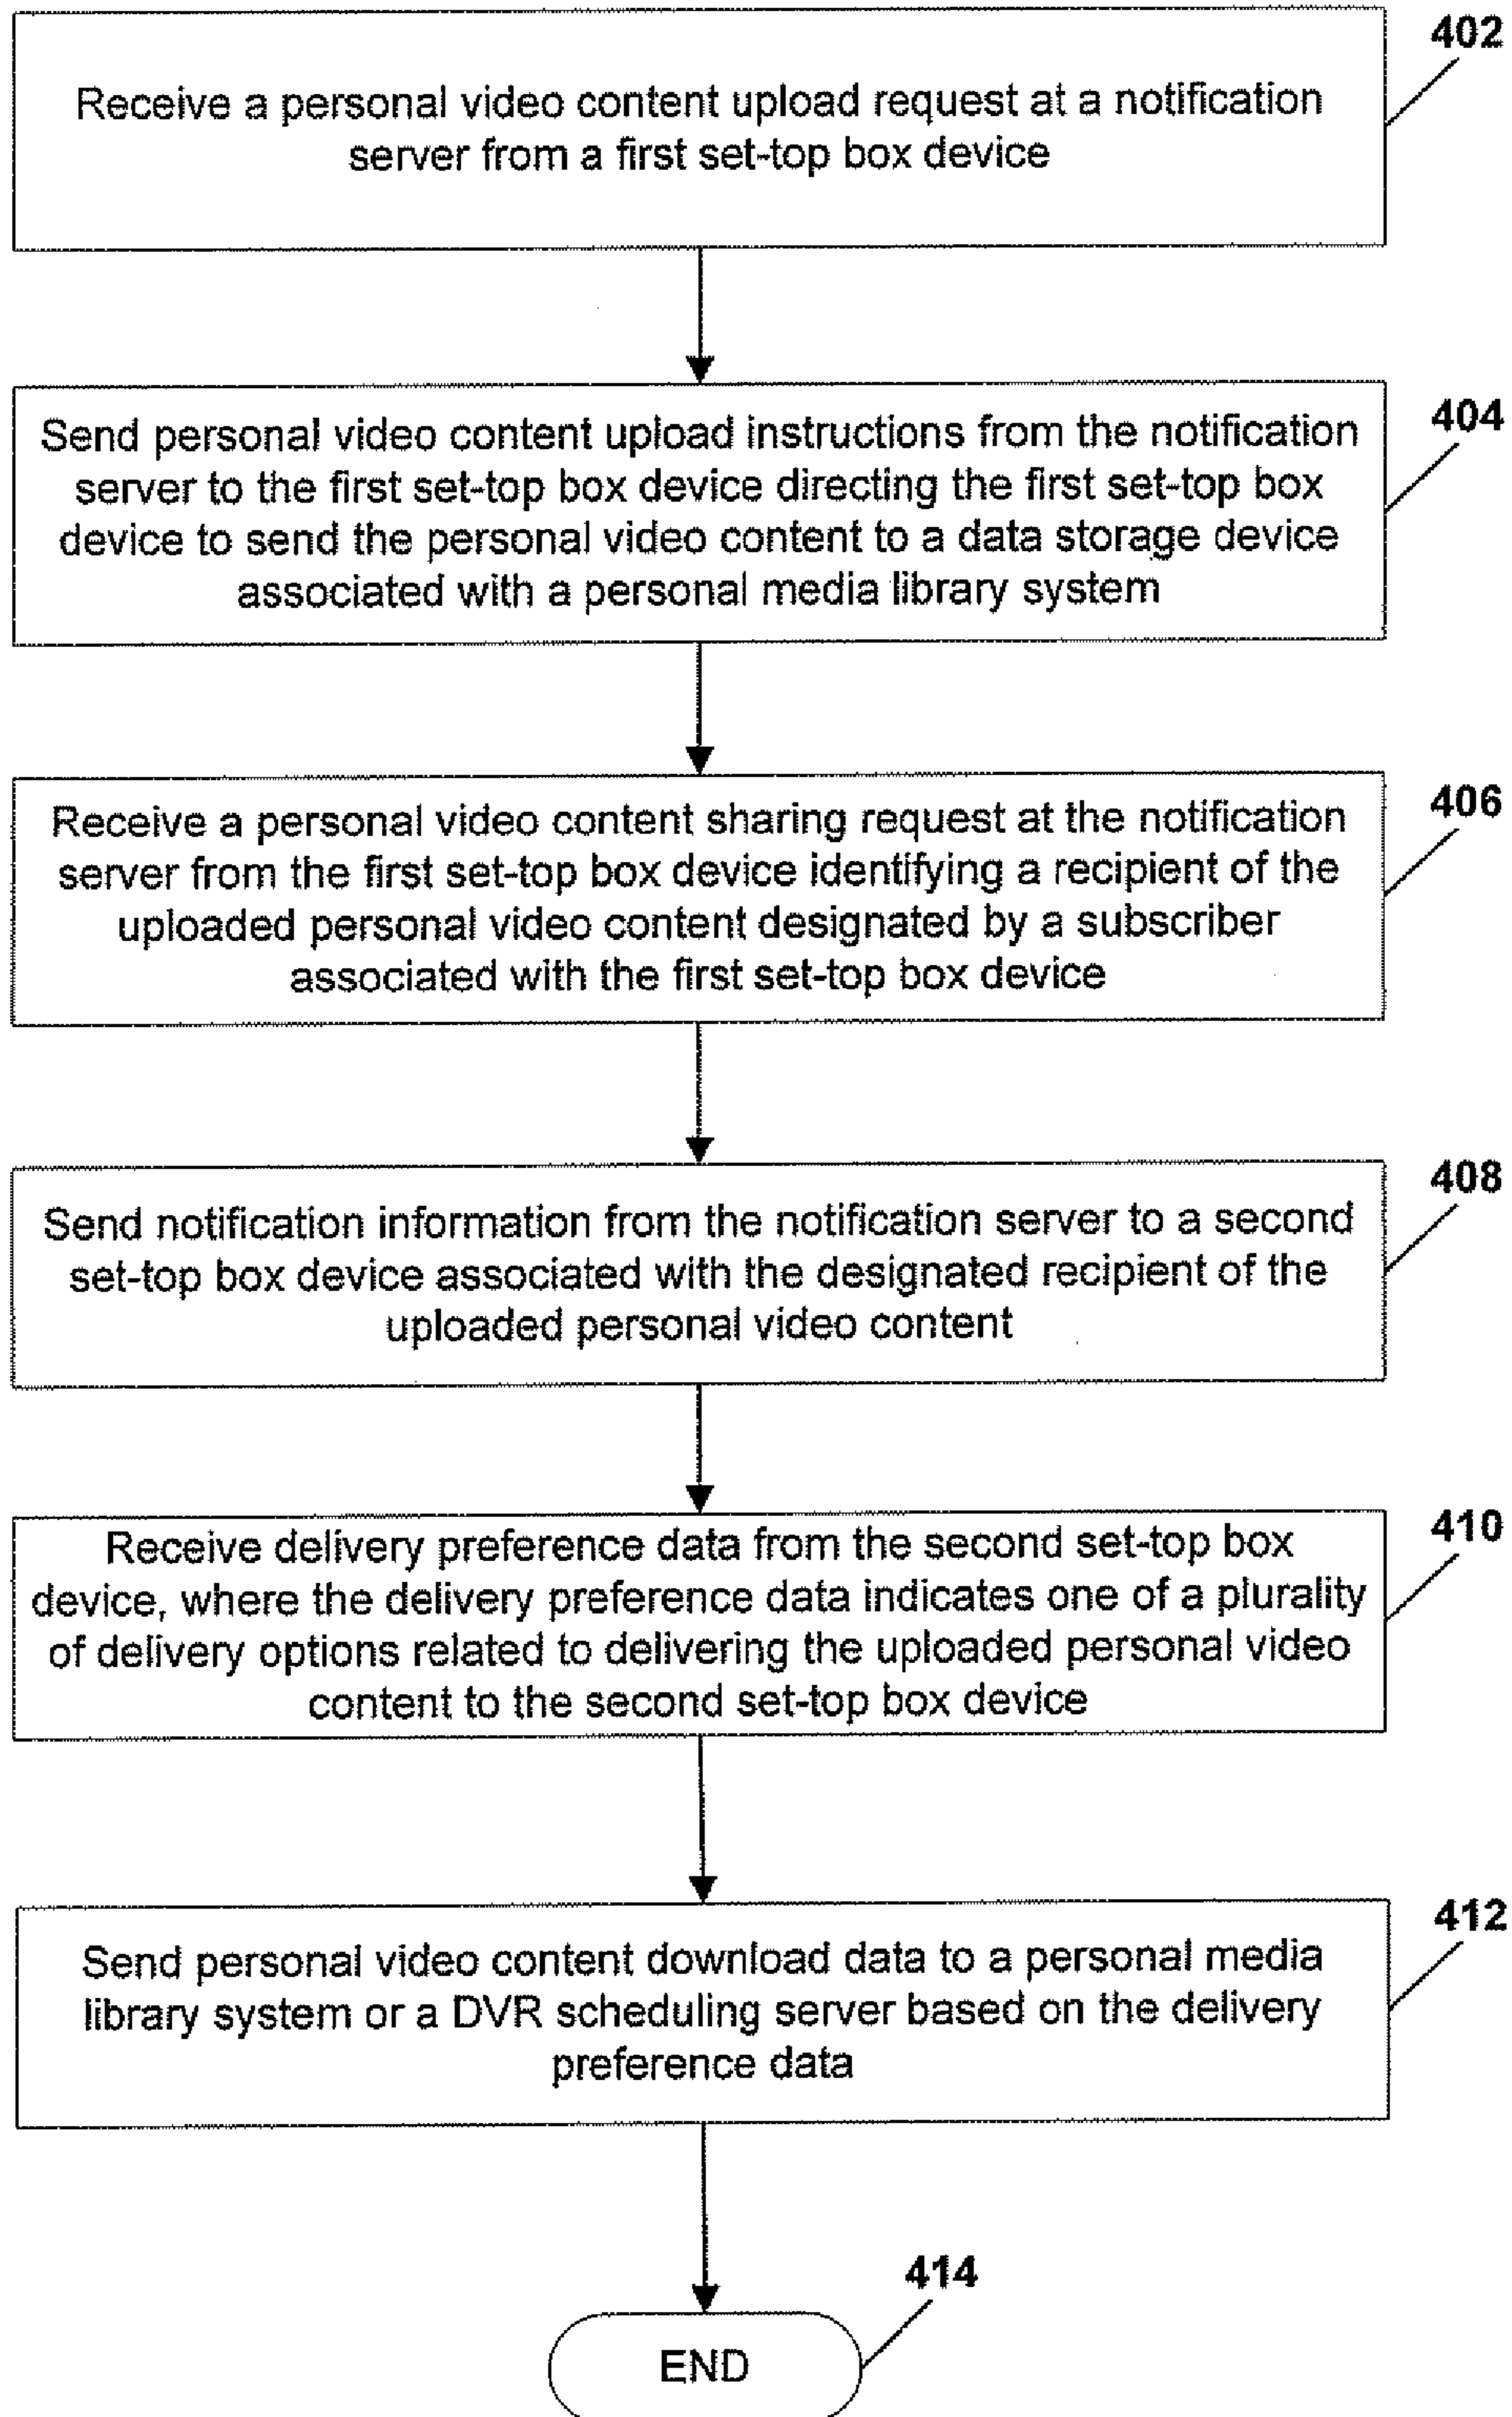 402
Receive a personal video content upload request at a notification
server from a first set-top box device
404
Send personal video content upload instructions from the notification
server to the first set-top box device directing the first set-top box
device to send the personal video content to a data storage device
associated with a personal media library system
406
Receive a personal video content sharing request at the notification
server from the first set-top box device identifying a recipient of the
uploaded personal video content designated by a subscriber
associated with the first set-top box device
408
Send notification information from the notification server to a second
set-top box device associated with the designated recipient of the
uploaded personal video content
410
Receive delivery preference data from the second set-top box
device, where the delivery preference data indicates one of a plurality
of delivery options related to delivering the uploaded personal video
content to the second set-top box device
412
Send personal video content download data to a personal media
library system or a DVR scheduling server based on the delivery
preference data
414
END